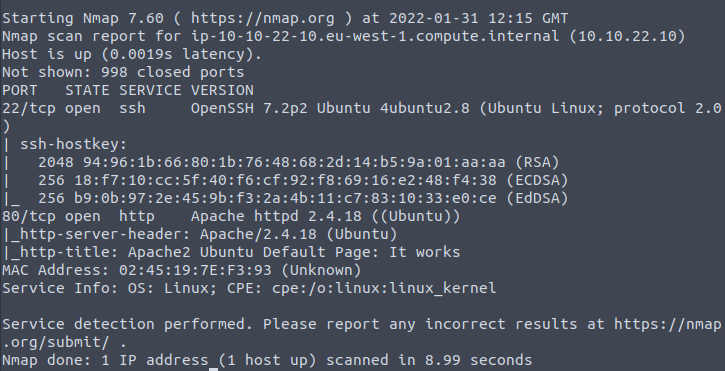 Starting Nmap 7.60 ( https://nmap.org ) at 2022-01-31 12:15 GMT
Nmap scan report for ip-10-10-22-10.eu-west-1.compute.internal (10.10.22.10)
Host is up (0.0019s latency).
Not shown: 998 closed ports
PORT   STATE SERVICE VERSION
22/tcp open  ssh     OpenSSH 7.2p2 Ubuntu 4ubuntu2.8 (Ubuntu Linux; protocol 2.0
)
| ssh-hostkey:
|   2048 94:96:1b:66:80:1b:76:48:68:2d:14:b5:9a:01:aa:aa (RSA)
|   256 18:f7:10:cc:5f:40:f6:cf:92:f8:69:16:e2:48:f4:38 (ECDSA)
|_  256 b9:0b:97:2e:45:9b:f3:2a:4b:11:c7:83:10:33:e0:ce (EdDSA)
80/tcp open  http    Apache httpd 2.4.18 ((Ubuntu))
|_http-server-header: Apache/2.4.18 (Ubuntu)
|_http-title: Apache2 Ubuntu Default Page: It works
MAC Address: 02:45:19:7E:F3:93 (Unknown)
Service Info: OS: Linux; CPE: cpe:/o:linux:linux_kernel

Service detection performed. Please report any incorrect results at https://nmap
.org/submit/ .
Nmap done: 1 IP address (1 host up) scanned in 8.99 seconds